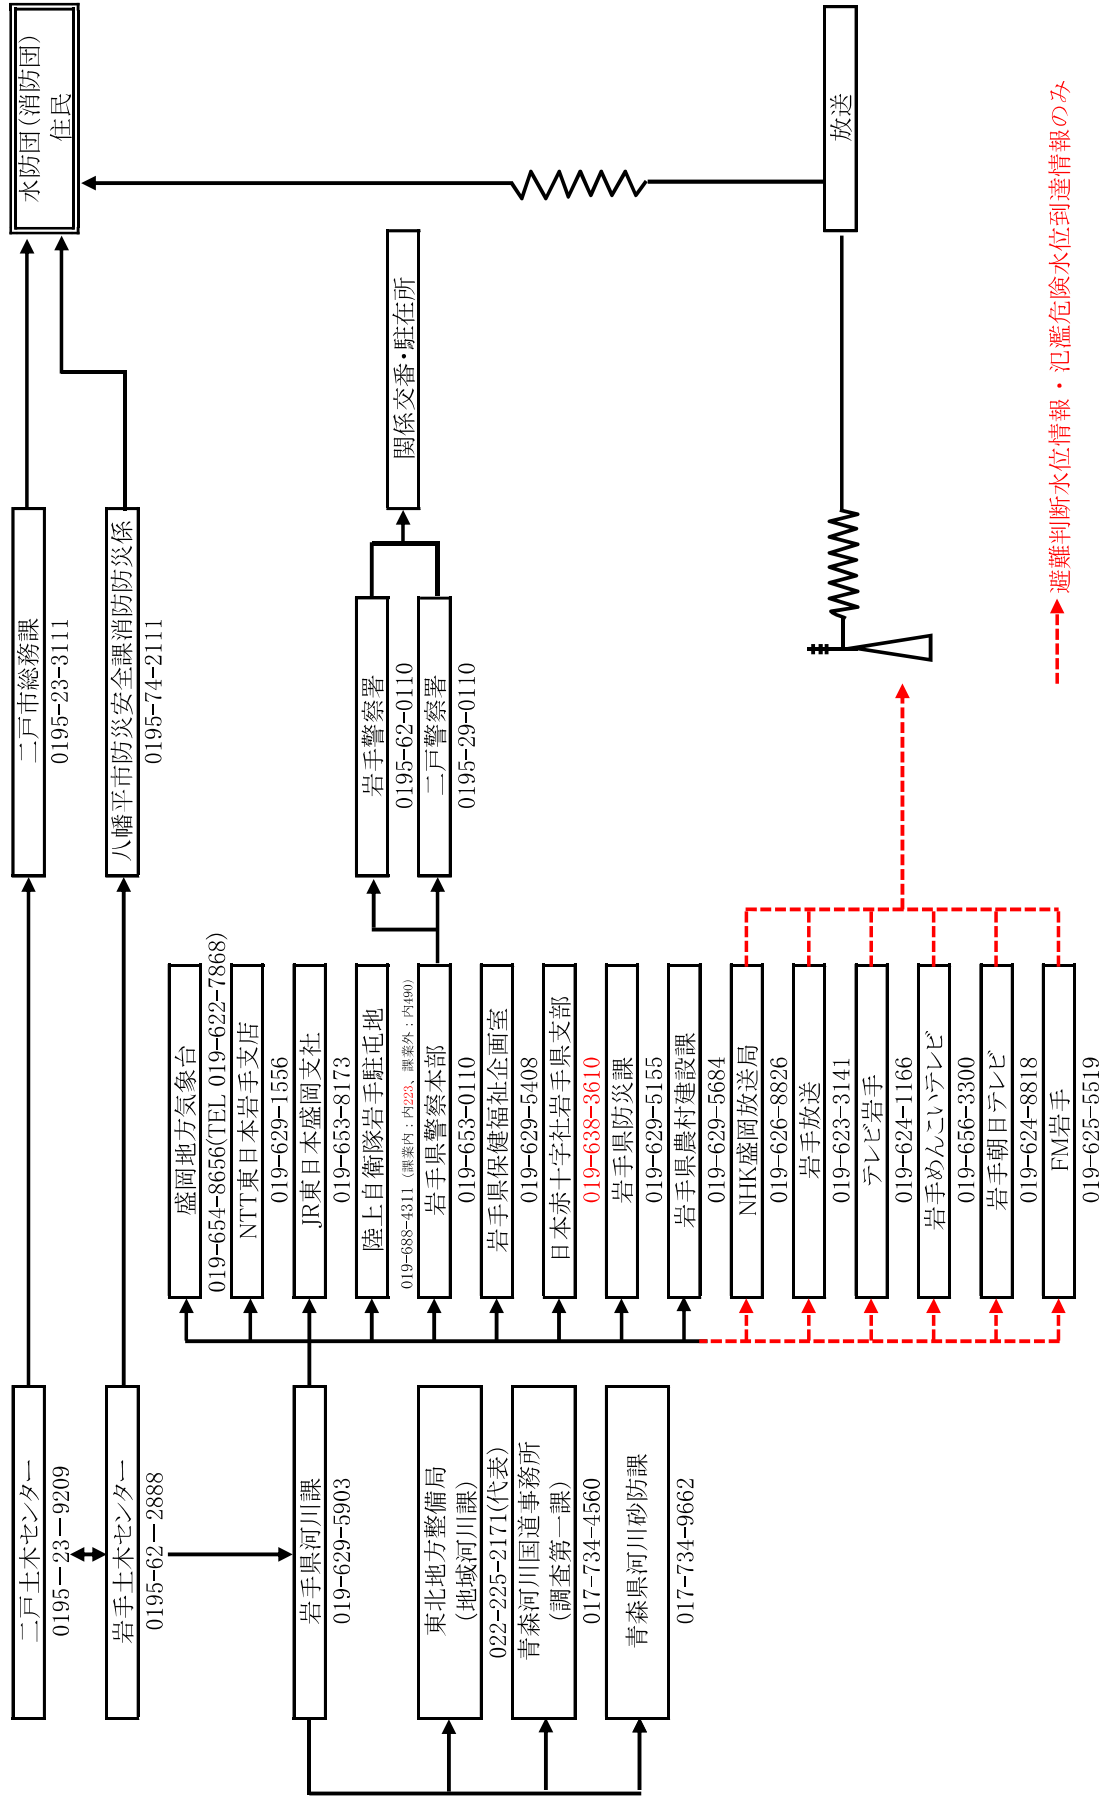 二戸土木センター
0195－23－9209
岩手土木センター
0195-62－2888
岩手県河川課
019-629-5903
東北地方整備局
（地域河川課）
022-225-2171(代表)
青森河川国道事務所
（調査第一課）
017-734-4560
青森県河川砂防課
017-734-9662
盛岡地方気象台
019-654-8656(TEL 019-622-7868)
NTT東日本岩手支店
019-629-1556
JR東日本盛岡支社
019-653-8173
陸上自衛隊岩手駐屯地
019-688-4311（課業内：内223、課業外：内490）
岩手県警察本部
019-653-0110
岩手県保健福祉企画室
019-629-5408
日本赤十字社岩手県支部
019-638-3610
岩手県防災課
019-629-5155
岩手県農村建設課
019-629-5684
NHK盛岡放送局
019-626-8826
岩手放送
019-623-3141
テレビ岩手
019-624-1166
岩手めんこいテレビ
019-656-3300
岩手朝日テレビ
019-624-8818
FM岩手
019-625-5519
二戸市総務課
0195-23-3111
八幡平市防災安全課消防防災係
0195-74-2111
岩手警察署
0195-62-0110
二戸警察署
0195-29-0110
関係交番・駐在所
水防団（消防団）
住民
放送
避難判断水位情報・氾濫危険水位到達情報のみ